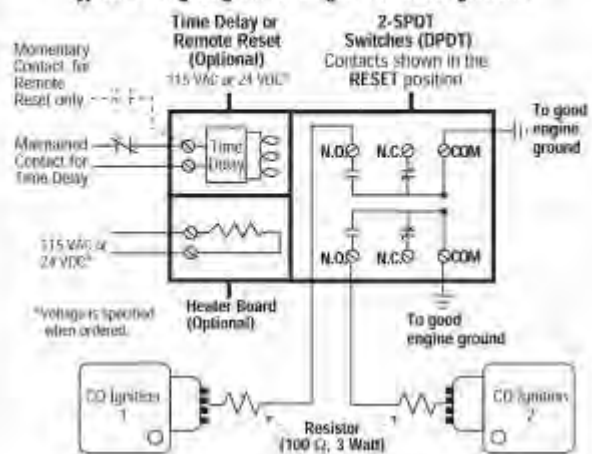 Time Delay or
Remote Reset
(Optional)
115 VAC or 24 VDC*
2-SPDT
Switches (DPDT)
Contacts shown in the
RESET position
Momentary
Contact for
Remote
Reset only
Maintained
Contact for
Time Delay
Time
Delay
N.O.
N.C.
COM
To good
engine
ground
115 VAC or
24 VDC*
N.O.
N.C.
COM
*Voltage is specified
when ordered.
Heater Board
(Optional)
To good
engine ground
CD Ignition
1
CD Ignition
2
Resistor
(100 Ω, 3 Watt)